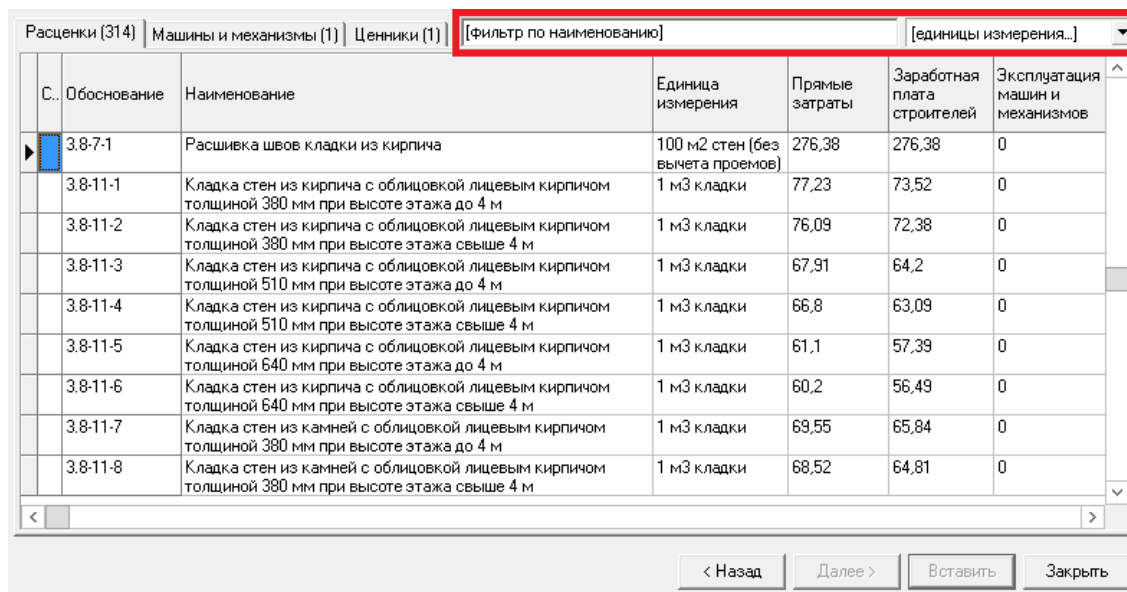 Расценки (314) Машины и механизмы (1) Ценники (1) [фильтр по наименованию] [единицы измерения...]
С.. Обоснование Наименование Единица измерения Прямые затраты Заработная плата строителей Эксплуатация машин и механизмов
3.8-7-1 Расшивка швов кладки из кирпича 100 м2 стен (без 276,38 276,38 0
вычета проемов)
3.8-11-1 Кладка стен из кирпича с облицовкой лицевым кирпичом 1 м3 кладки 77,23 73,52 0
толщиной 380 мм при высоте этажа до 4 м
3.8-11-2 Кладка стен из кирпича с облицовкой лицевым кирпичом 1 м3 кладки 76,09 72,38 0
толщиной 380 мм при высоте этажа свыше 4 м
3.8-11-3 Кладка стен из кирпича с облицовкой лицевым кирпичом 1 м3 кладки 67,91 64,2 0
толщиной 510 мм при высоте этажа до 4 м
3.8-11-4 Кладка стен из кирпича с облицовкой лицевым кирпичом 1 м3 кладки 66,8 63,09 0
толщиной 510 мм при высоте этажа свыше 4 м
3.8-11-5 Кладка стен из кирпича с облицовкой лицевым кирпичом 1 м3 кладки 61,1 57,39 0
толщиной 640 мм при высоте этажа до 4 м
3.8-11-6 Кладка стен из кирпича с облицовкой лицевым кирпичом 1 м3 кладки 60,2 56,49 0
толщиной 640 мм при высоте этажа свыше 4 м
3.8-11-7 Кладка стен из камней с облицовкой лицевым кирпичом 1 м3 кладки 69,55 65,84 0
толщиной 380 мм при высоте этажа до 4 м
3.8-11-8 Кладка стен из камней с облицовкой лицевым кирпичом 1 м3 кладки 68,52 64,81 0
толщиной 380 мм при высоте этажа свыше 4 м
< Назад Далее > Вставить Закрыть